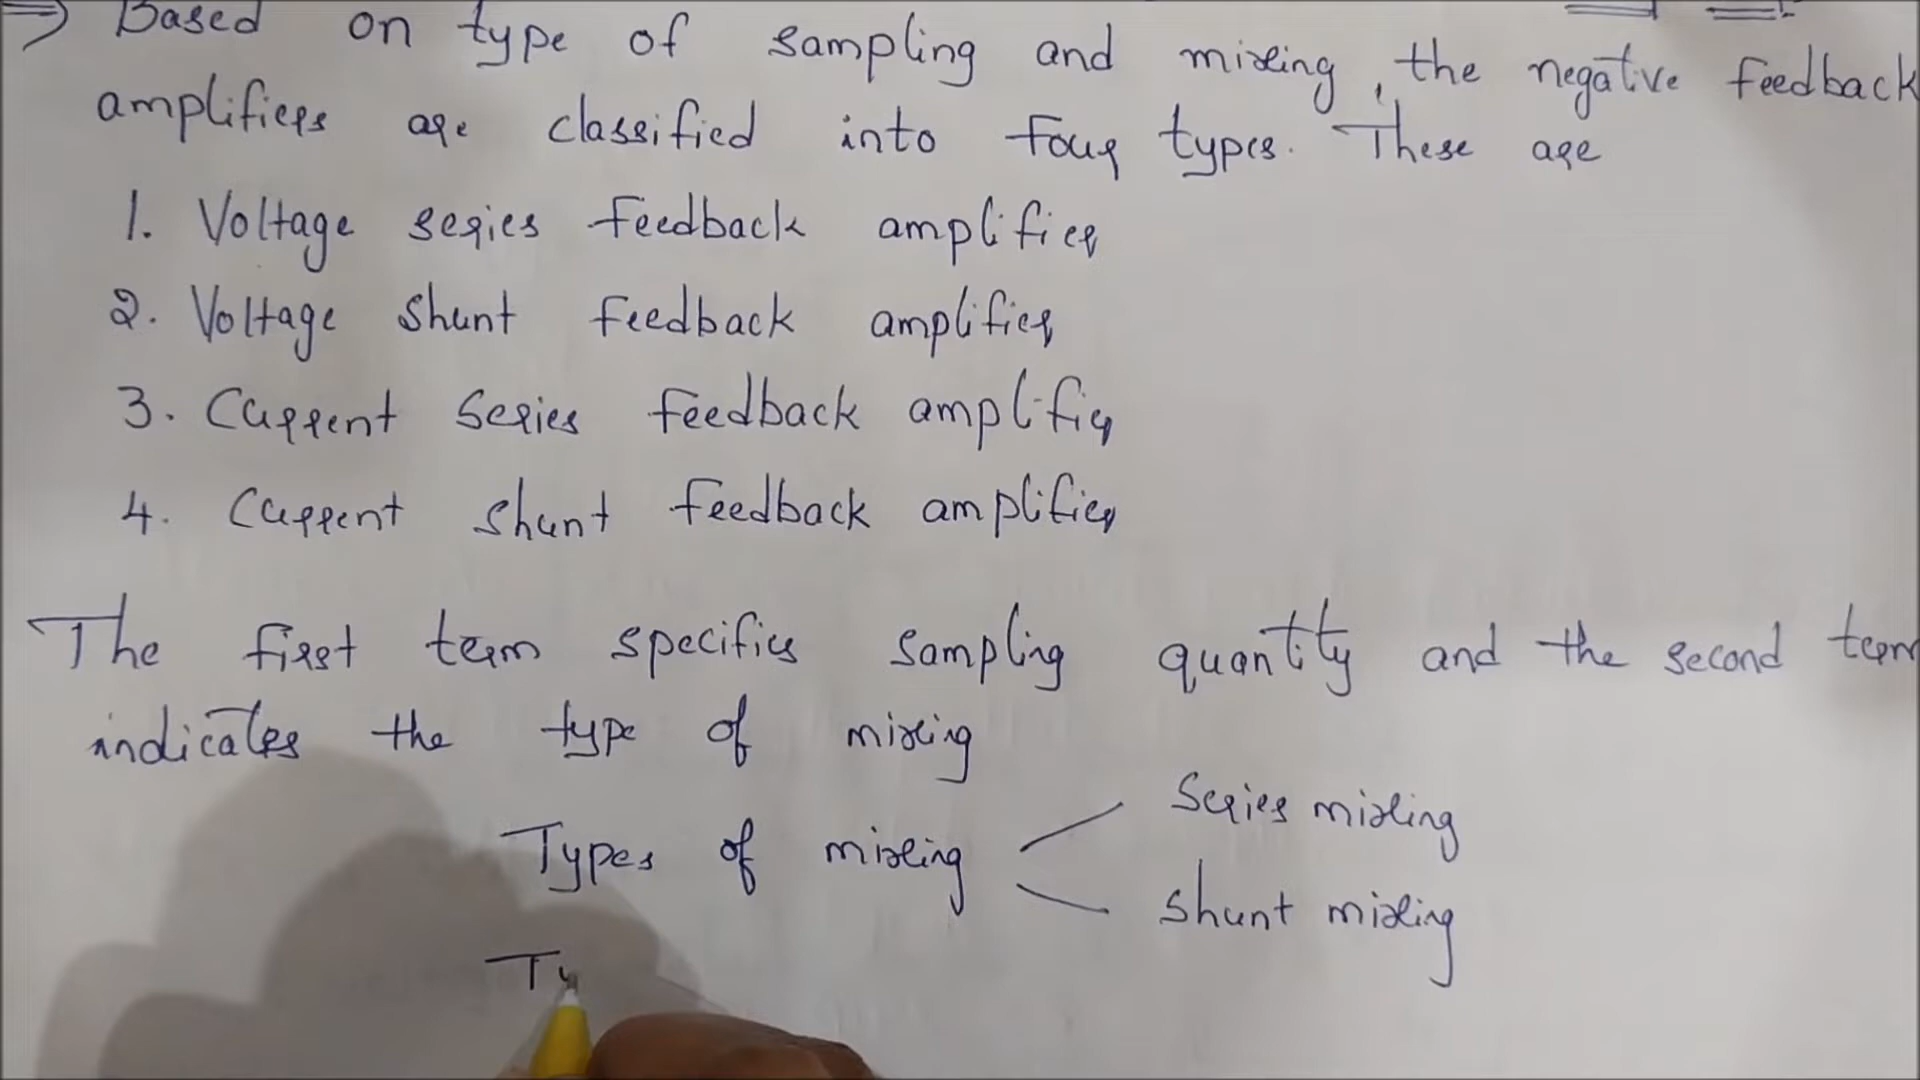 ⇒ Based on type of sampling and mixing, the negative feedback
amplifiers are classified into four types. These are
1. Voltage series feedback amplifier
2. Voltage shunt feedback amplifier
3. Current series feedback amplifier
4. Current shunt feedback amplifier
The first term specifies sampling quantity and the second term
indicates the type of mixing
Types of mixing
Series mixing
Shunt mixing
Ty